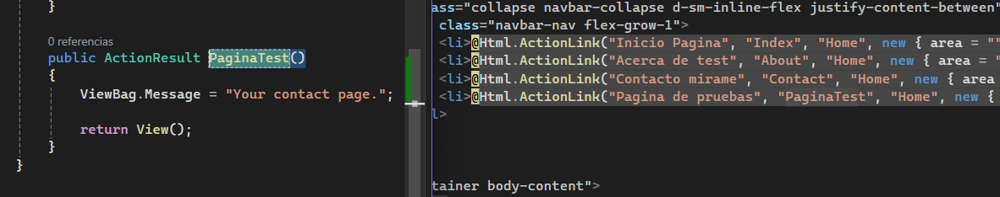 }
0 referencias
public ActionResult PaginaTest()
{
ViewBag.Message = "Your contact page.";
return View();
}
}
ass="collapse navbar-collapse d-sm-inline-flex justify-content-between"
class="navbar-nav flex-grow-1">
<li>@Html.ActionLink("Inicio Pagina", "Index", "Home", new { area = ""
<li>@Html.ActionLink("Acerca de test", "About", "Home", new { area = "
<li>@Html.ActionLink("Contacto mirame", "Contact", "Home", new { area
<li>@Html.ActionLink("Pagina de pruebas", "PaginaTest", "Home", new {
l>
tainer body-content">